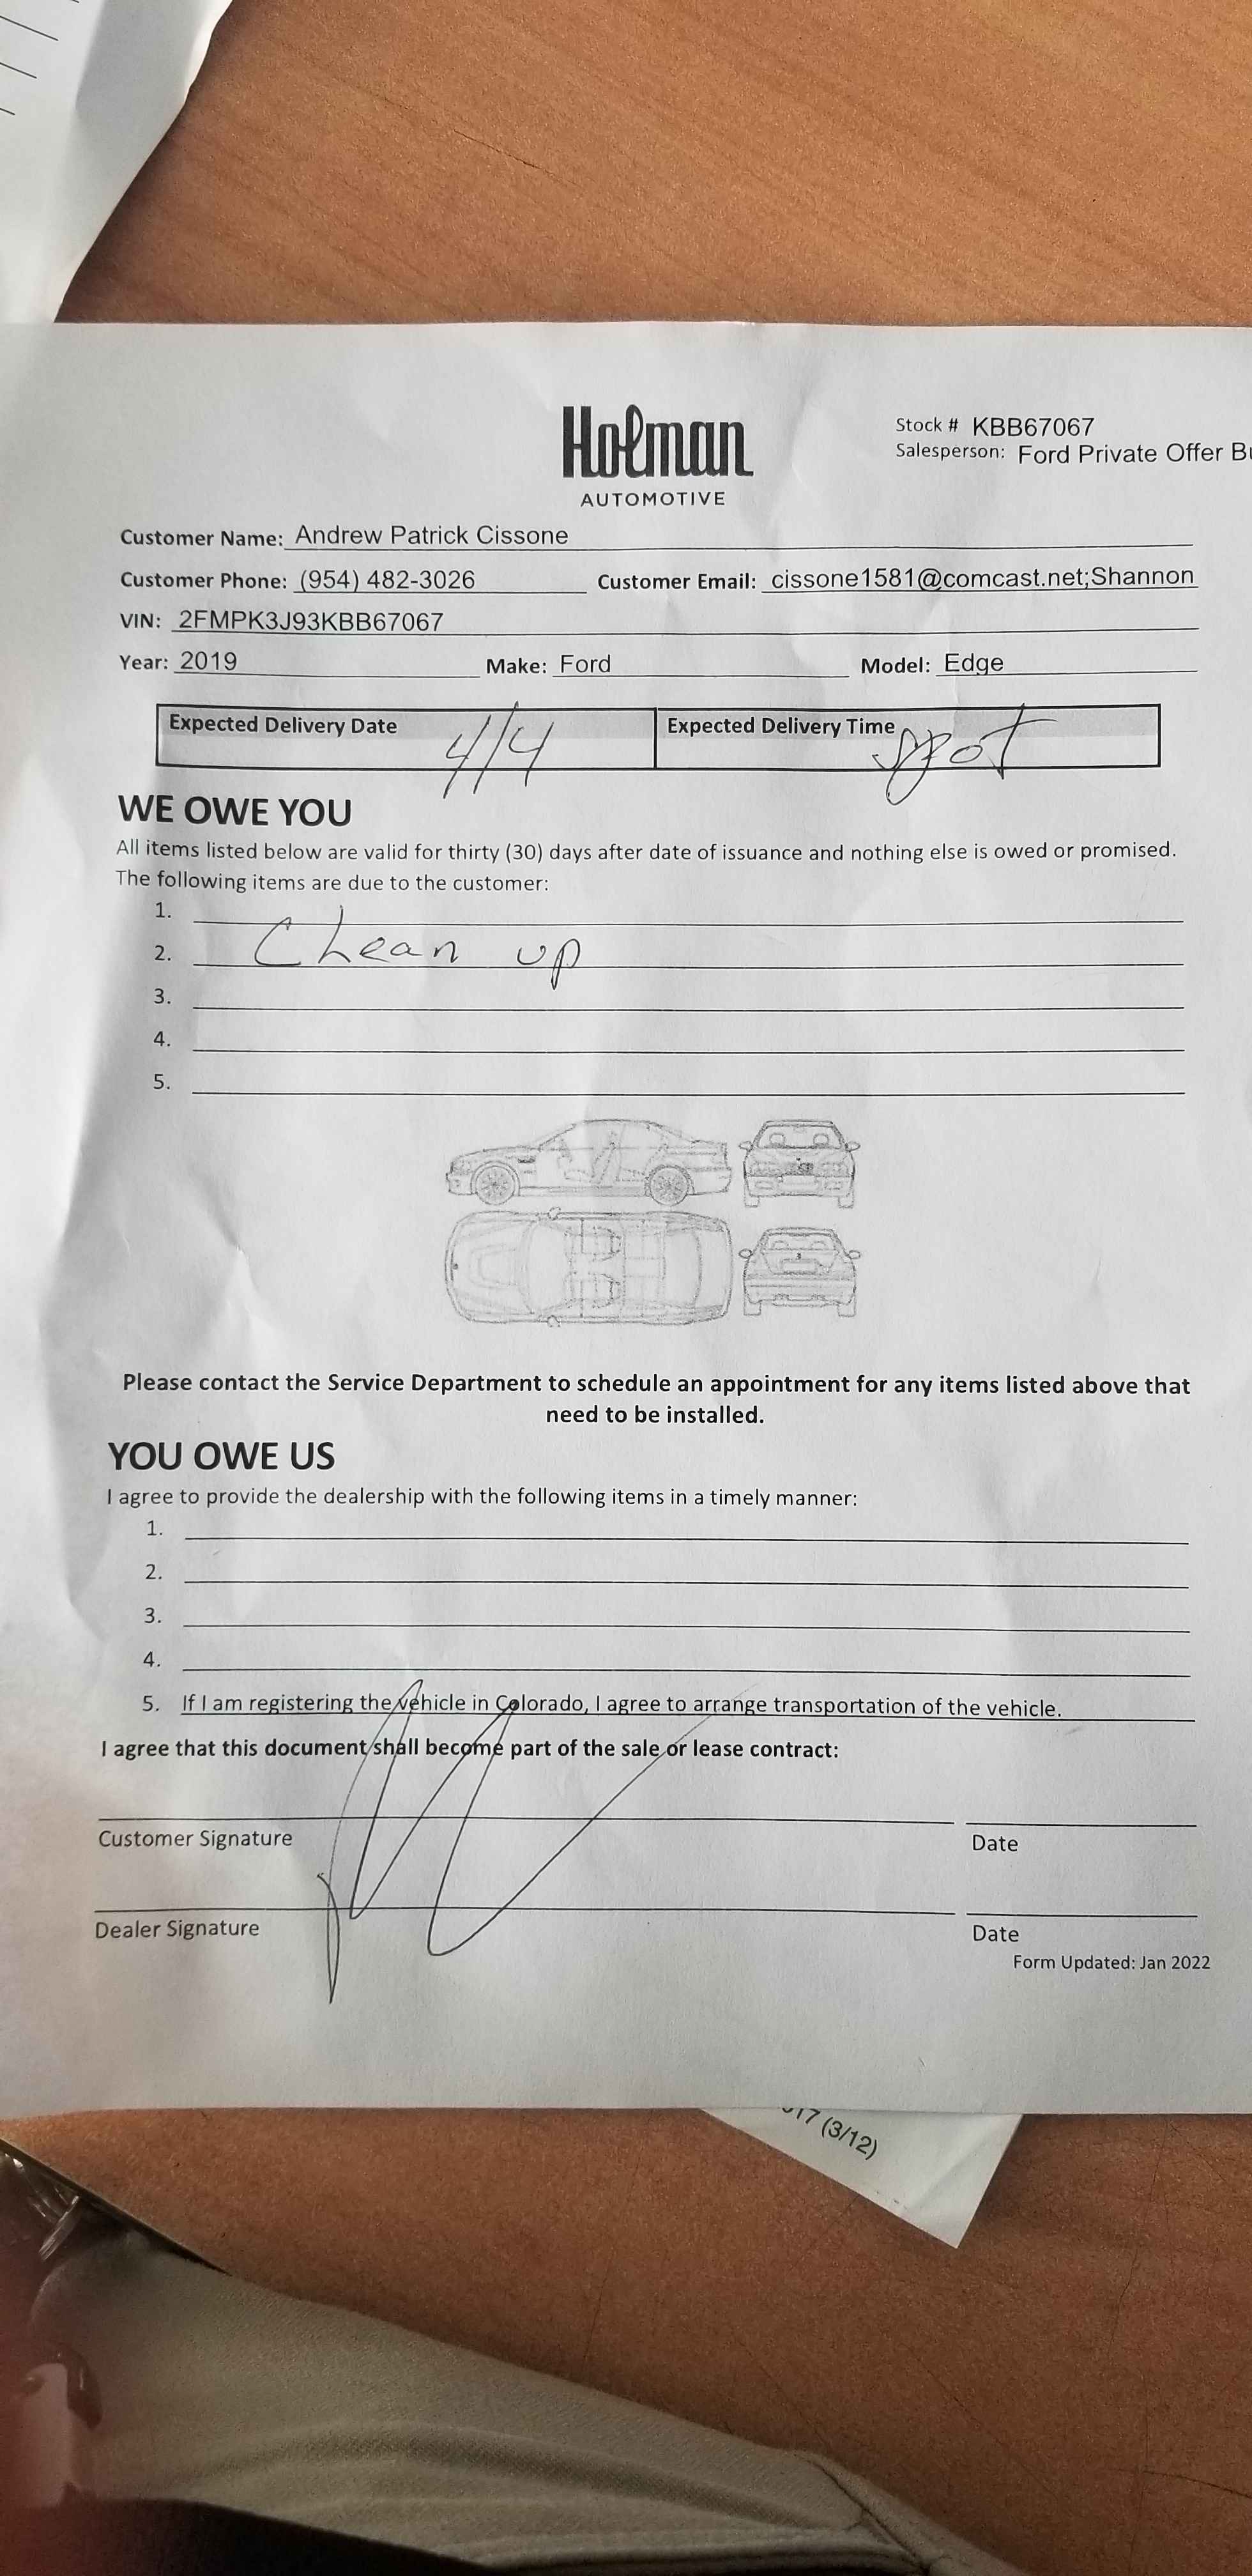 Holman
AUTOMOTIVE
Stock # KBB67067
Salesperson: Ford Private Offer
Customer Name: Andrew Patrick Cissone
Customer Phone: (954) 482-3026 Customer Email: cissone1581@comcast.net;Shannon
VIN: 2FMPK3J93KBB67067
Year: 2019 Make: Ford Model: Edge
Expected Delivery Date 4/4 Expected Delivery Time spot
WE OWE YOU
All items listed below are valid for thirty (30) days after date of issuance and nothing else is owed or promised.
The following items are due to the customer:
1.
2. Clean up
3.
4.
5.
Please contact the Service Department to schedule an appointment for any items listed above that
need to be installed.
YOU OWE US
I agree to provide the dealership with the following items in a timely manner:
1.
2.
3.
4.
5. If I am registering the vehicle in Colorado, I agree to arrange transportation of the vehicle.
I agree that this document shall become part of the sale or lease contract:
Customer Signature Date
Dealer Signature Date
Form Updated: Jan 2022
(3/12)